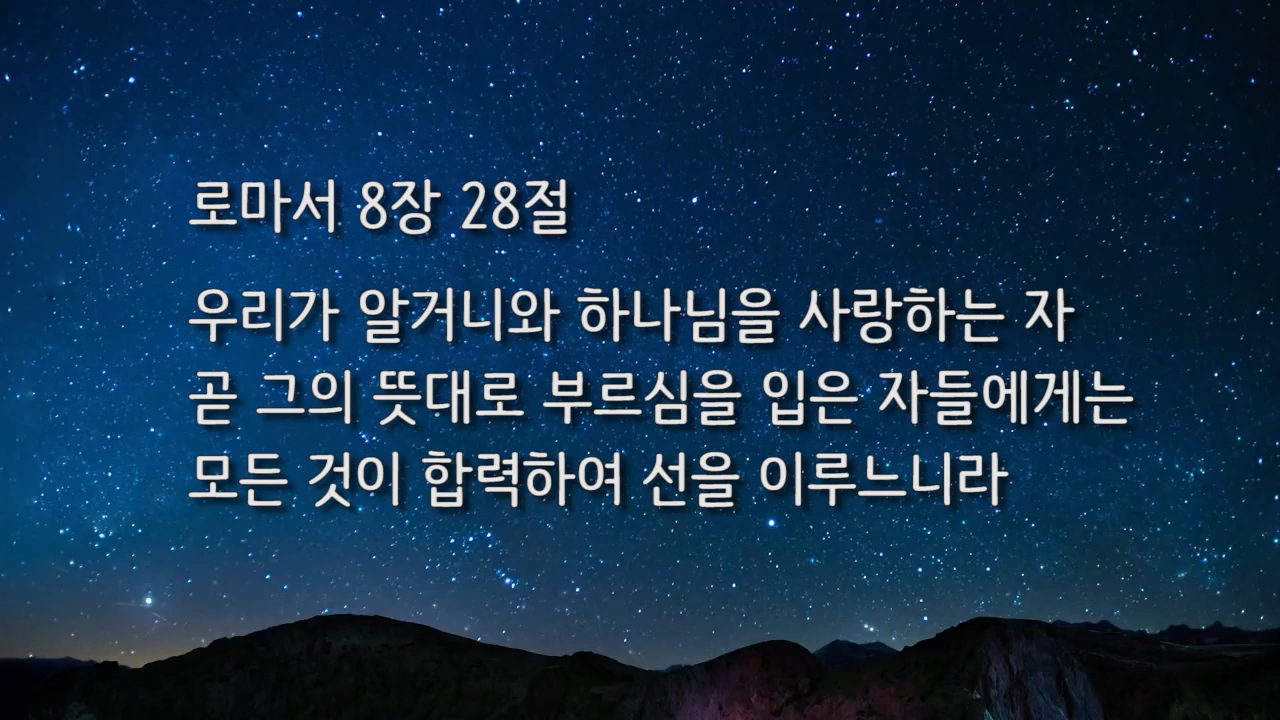 로마서 8장 28절
우리가 알거니와 하나님을 사랑하는 자
곧 그의 뜻대로 부르심을 입은 자들에게는
모든 것이 합력하여 선을 이루느니라